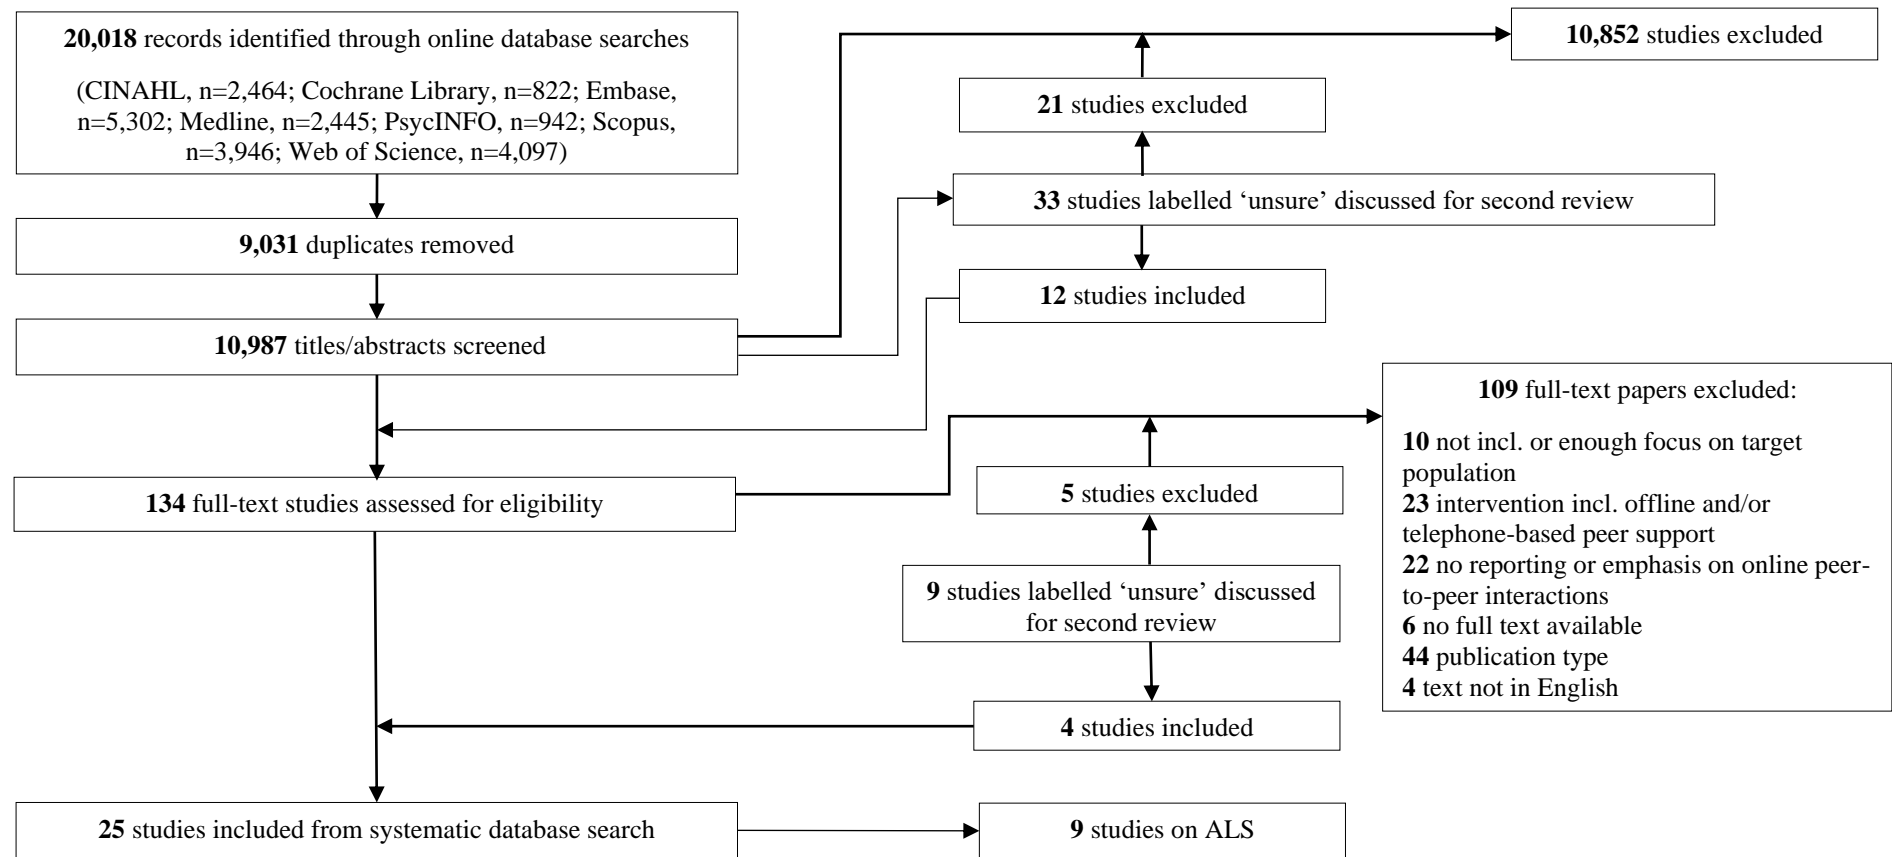 20,018 records identified through online database searches
(CINAHL, n=2,464; Cochrane Library, n=822; Embase,
n=5,302; Medline, n=2,445; PsycINFO, n=942; Scopus,
n=3,946; Web of Science, n=4,097)
10,852 studies excluded
21 studies excluded
33 studies labelled ‘unsure’ discussed for second review
9,031 duplicates removed
12 studies included
10,987 titles/abstracts screened
109 full-text papers excluded:
10 not incl. or enough focus on target
population
23 intervention incl. offline and/or
telephone-based peer support
22 no reporting or emphasis on online peer-
to-peer interactions
6 no full text available
44 publication type
4 text not in English
134 full-text studies assessed for eligibility
5 studies excluded
9 studies labelled ‘unsure’ discussed
for second review
4 studies included
25 studies included from systematic database search
9 studies on ALS